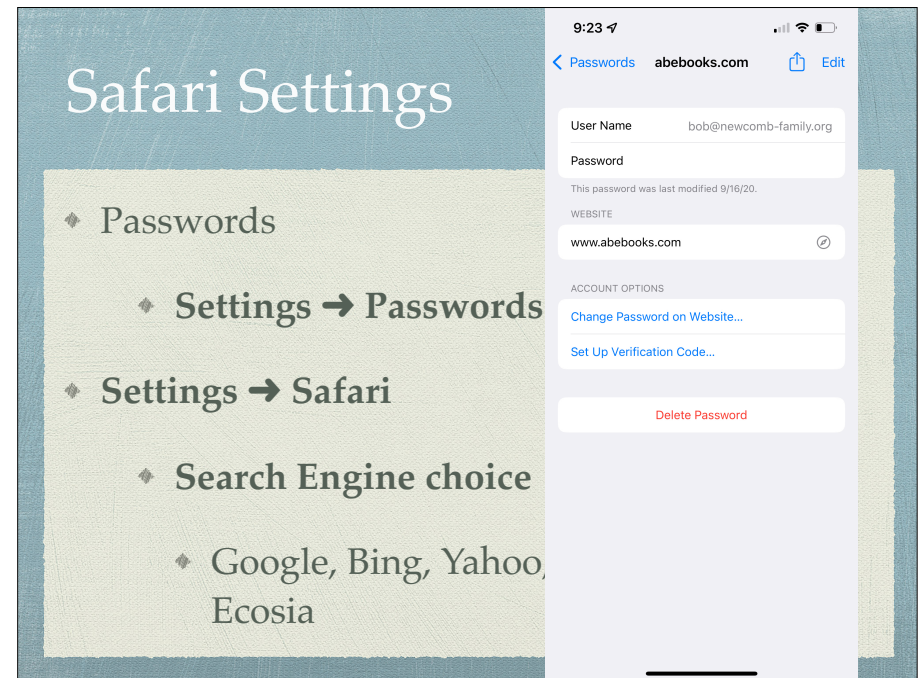 Safari Settings
Passwords
Settings ➜ Passwords
Settings ➜ Safari
Search Engine choice
Google, Bing, Yahoo,
Ecosia
9:23
Passwords abebooks.com Edit
User Name bob@newcomb-family.org
Password
This password was last modified 9/16/20.
WEBSITE
www.abebooks.com
ACCOUNT OPTIONS
Change Password on Website...
Set Up Verification Code...
Delete Password